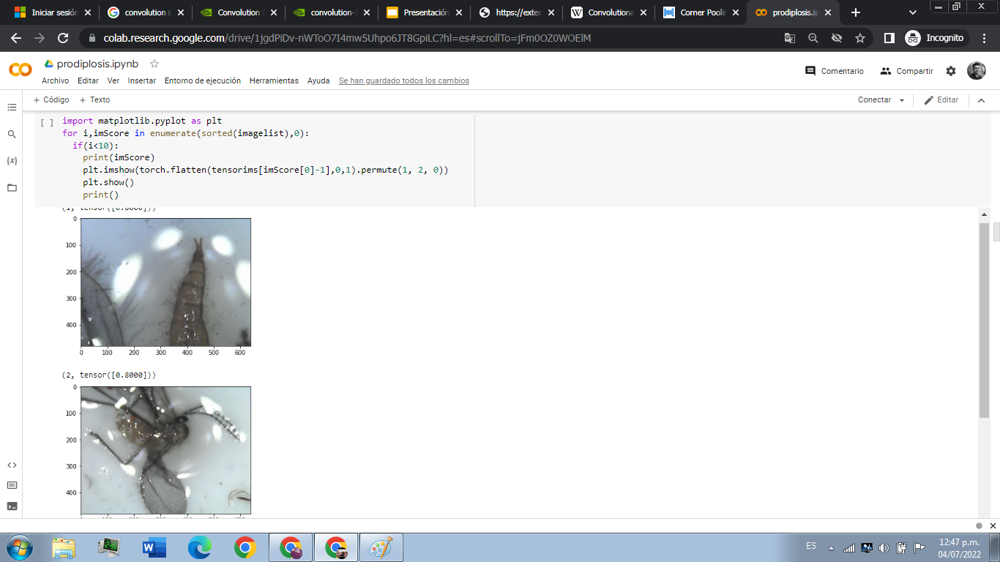 Iniciar sesión
convolution i
Convolution
convolution-
Presentación
https://exter
Convolutiona
Corner Pooli
prodiplosis.ip
colab.research.google.com/drive/1jgdPiDv-nWToO7I4mw5Uhpo6JT8GpiLC?hl=es#scrollTo=jFm0OZ0WOElM
Incognito
prodiplosis.ipynb
Comentario
Compartir
Archivo Editar Ver Insertar Entorno de ejecución Herramientas Ayuda Se han guardado todos los cambios
+ Código + Texto
Conectar
Editar
[ ] import matplotlib.pyplot as plt
for i,imScore in enumerate(sorted(imagelist),0):
if(i<10):
print(imScore)
plt.imshow(torch.flatten(tensorims[imScore[0]-1],0,1).permute(1, 2, 0))
plt.show()
print()
(1, tensor([0.8000]))
0
100
200
300
400
0 100 200 300 400 500 600
(2, tensor([0.8000]))
0
100
200
300
400
{x}
ES
12:47 p.m.
04/07/2022